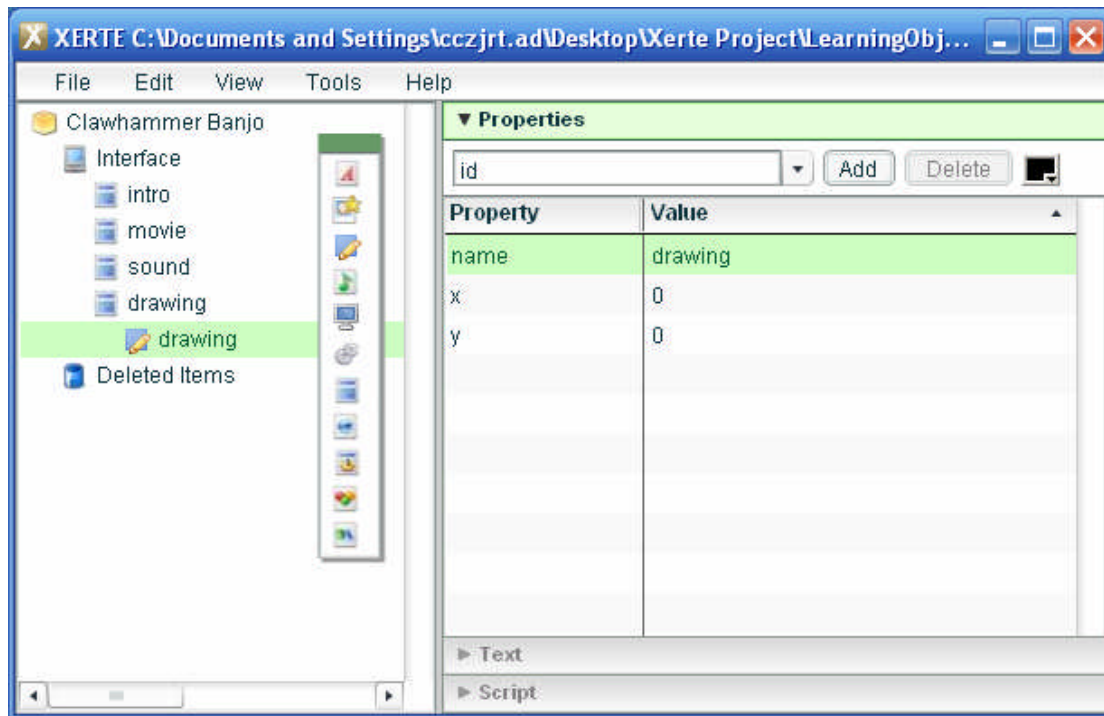 XERTE C:\Documents and Settings\cczjrt.ad\Desktop\Xerte Project\LearningObj...
File Edit View Tools Help
Clawhammer Banjo
Interface
intro
movie
sound
drawing
drawing
Deleted Items
Properties
id Add Delete
Property Value
name drawing
x 0
y 0
Text
Script